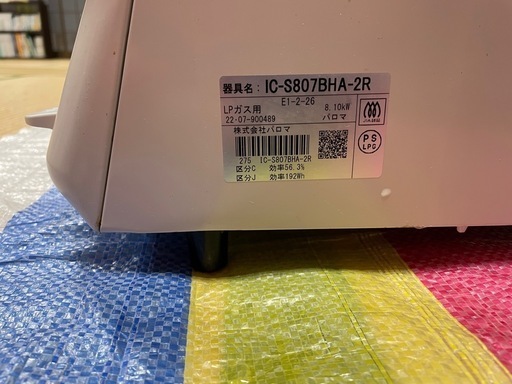 器具名: IC-S807BHA-2R
LPガス用 E1-2-26 8.10kW
22·07-900489 パロマ
株式会社パロマ
275 IC-S807BHA-2R
区分C 効率56.3%
区分J 効率192Wh
PS
LPG